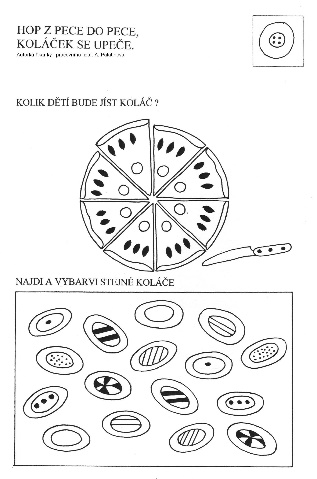 HOP Z PECE DO PECE,
KOLÁČEK SE UPEČE.
KOLIK DĚTÍ BUDE JÍST KOLÁČ ?
NAJDI A VYBARVI STEJNÉ KOLÁČE